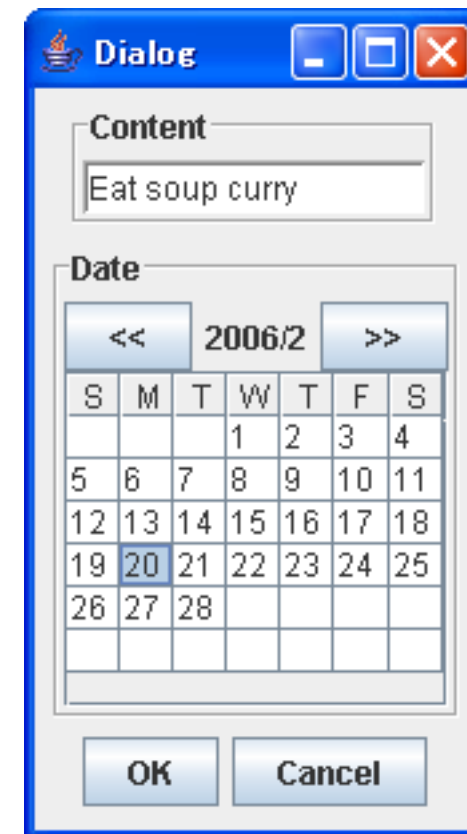 Dialog
Content
Eat soup curry
Date
<< 2006/2 >>
S M T W T F S
1 2 3 4
5 6 7 8 9 10 11
12 13 14 15 16 17 18
19 20 21 22 23 24 25
26 27 28
OK Cancel